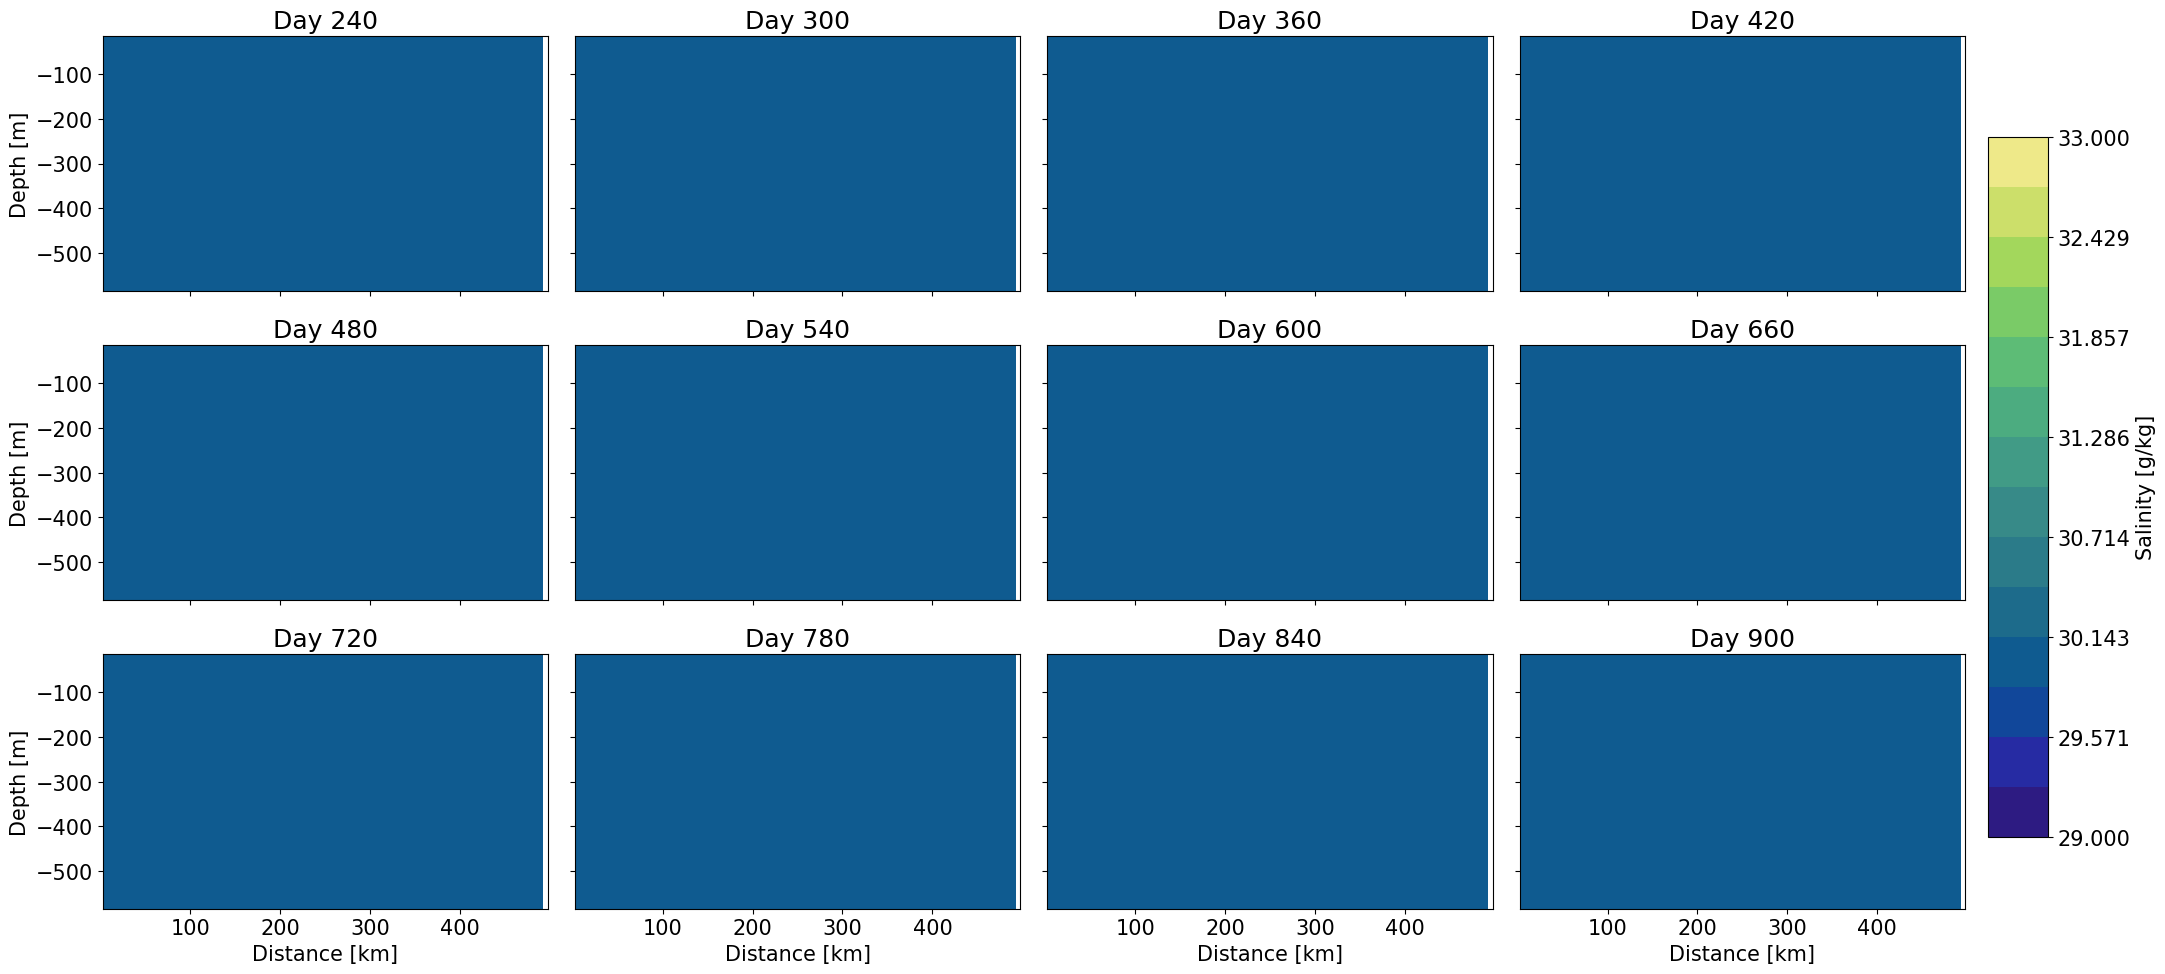 Day 240 Day 300 Day 360 Day 420
−100
−200
−300
−400
−500
Depth [m]
100 200 300 400
Day 480 Day 540 Day 600 Day 660
−100
−200
−300
−400
−500
Depth [m]
Day 720 Day 780 Day 840 Day 900
−100
−200
−300
−400
−500
Depth [m]
100 200 300 400 100 200 300 400 100 200 300 400
Distance [km] Distance [km] Distance [km] Distance [km]
33.000
32.429
31.857
31.286
30.714
30.143
29.571
29.000
Salinity [g/kg]